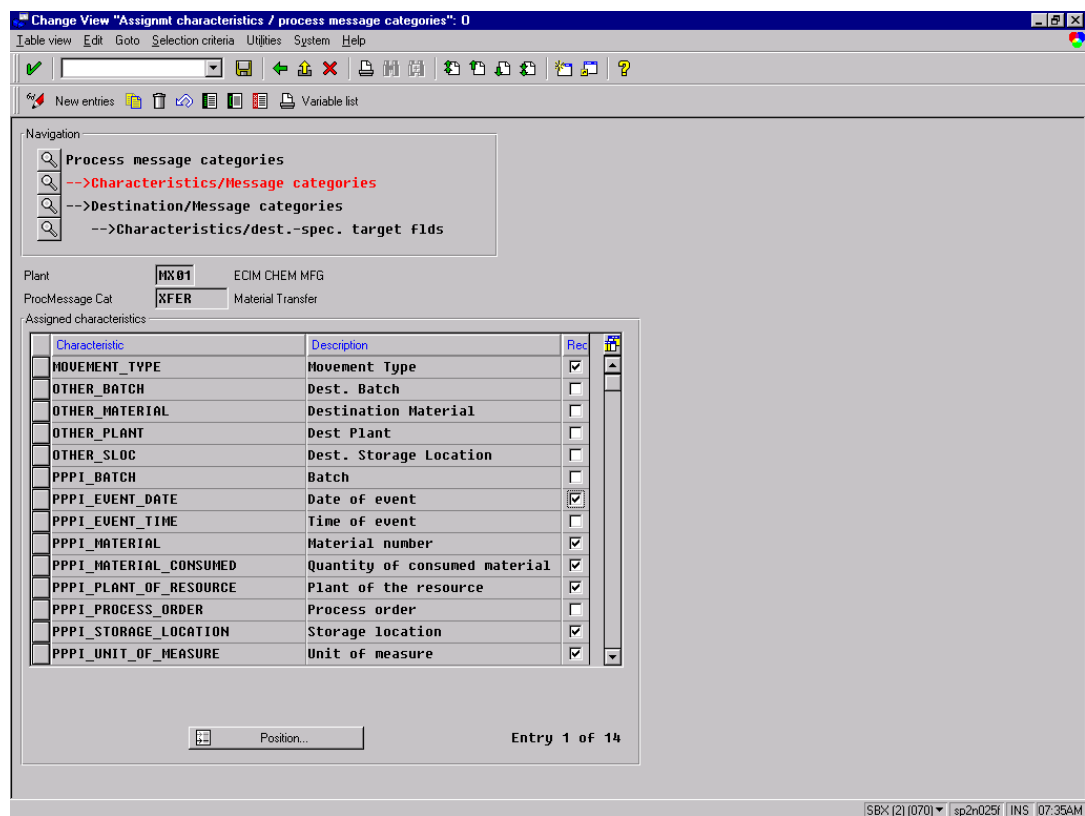 Change View "Assignmt characteristics / process message categories": O
Table view Edit Goto Selection criteria Utilities System Help
New entries Variable list
Navigation
Process message categories
-->Characteristics/Message categories
-->Destination/Message categories
-->Characteristics/dest.-spec. target flds
Plant MX01 ECIM CHEM MFG
ProcMessage Cat XFER Material Transfer
Assigned characteristics
Characteristic Description Rec
MOVEMENT_TYPE Movement Type
OTHER_BATCH Dest. Batch
OTHER_MATERIAL Destination Material
OTHER_PLANT Dest Plant
OTHER_SLOC Dest. Storage Location
PPPI_BATCH Batch
PPPI_EVENT_DATE Date of event
PPPI_EVENT_TIME Time of event
PPPI_MATERIAL Material number
PPPI_MATERIAL_CONSUMED Quantity of consumed material
PPPI_PLANT_OF_RESOURCE Plant of the resource
PPPI_PROCESS_ORDER Process order
PPPI_STORAGE_LOCATION Storage location
PPPI_UNIT_OF_MEASURE Unit of measure
Position... Entry 1 of 14
SBX (2) (070) sp2n025f INS 07:35AM